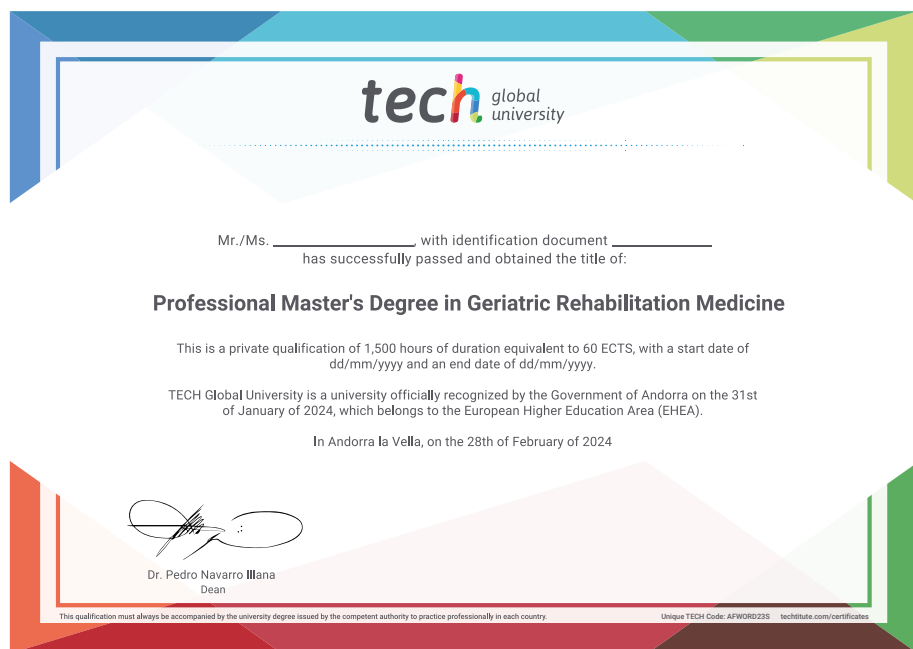 tech global university
Mr./Ms. ____________, with identification document ____________
has successfully passed and obtained the title of:
Professional Master's Degree in Geriatric Rehabilitation Medicine
This is a private qualification of 1,500 hours of duration equivalent to 60 ECTS, with a start date of
dd/mm/yyyy and an end date of dd/mm/yyyy.
TECH Global University is a university officially recognized by the Government of Andorra on the 31st
of January of 2024, which belongs to the European Higher Education Area (EHEA).
In Andorra la Vella, on the 28th of February of 2024
Dr. Pedro Navarro Illana
Dean
This qualification must always be accompanied by the university degree issued by the competent authority to practice professionally in each country. Unique TECH Code: AFWORD23S techtitute.com/certificates